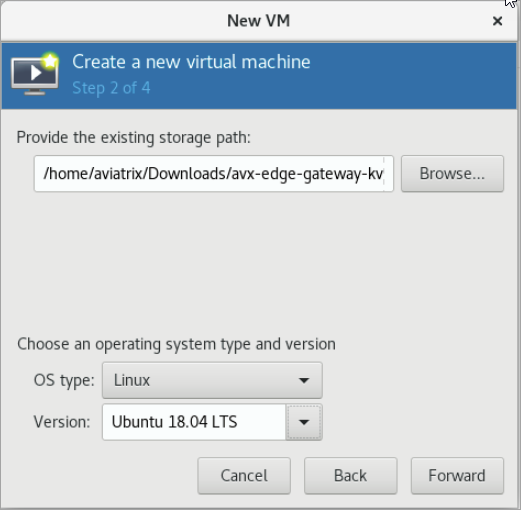 New VM
Create a new virtual machine
Step 2 of 4
Provide the existing storage path:
/home/aviatrix/Downloads/avx-edge-gateway-kv
Browse...
Choose an operating system type and version
OS type: Linux
Version: Ubuntu 18.04 LTS
Cancel Back Forward